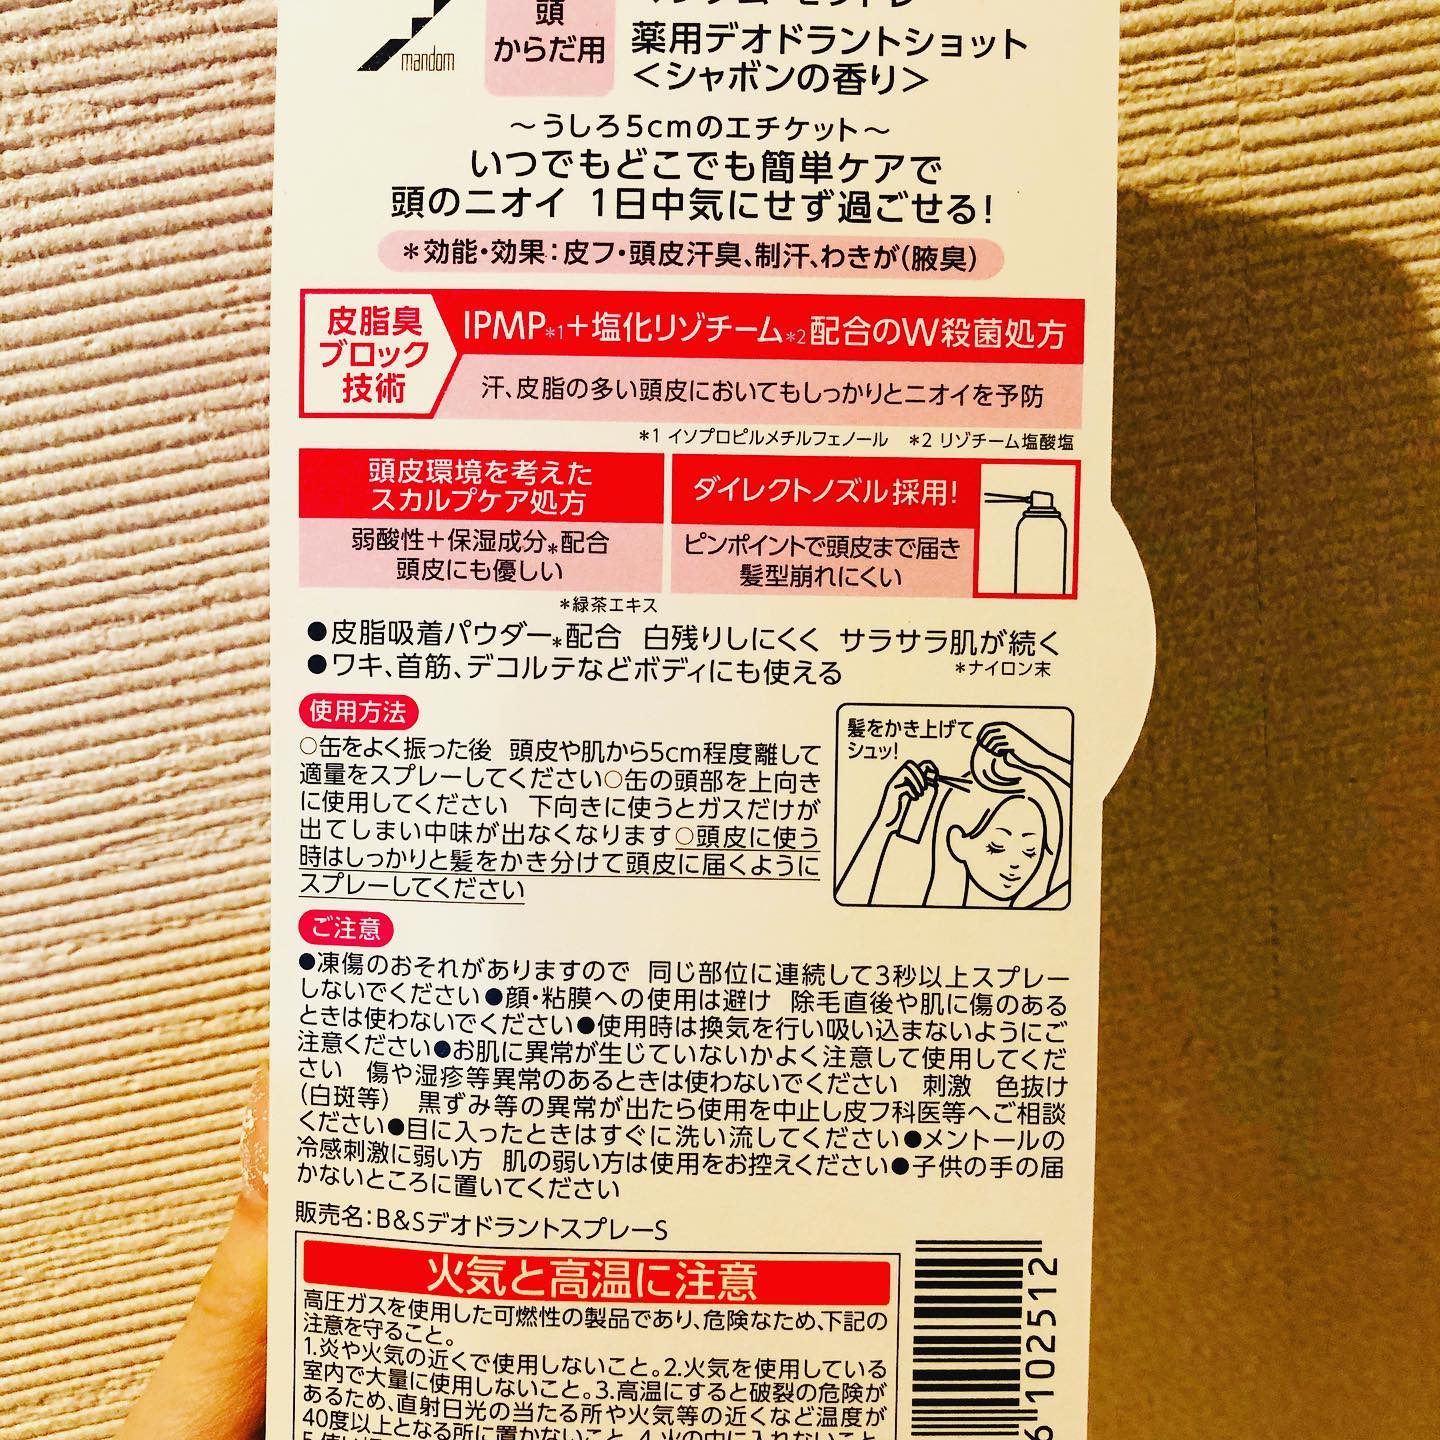 mandom
頭
からだ用
薬用デオドラントショット
＜シャボンの香り＞
～うしろ5cmのエチケット～
いつでもどこでも簡単ケアで
頭のニオイ 1日中気にせず過ごせる!
＊効能・効果：皮フ・頭皮汗臭、制汗、わきが(腋臭)
皮脂臭
ブロック
技術
IPMP*1+塩化リゾチーム*2配合のW殺菌処方
汗、皮脂の多い頭皮においてもしっかりとニオイを予防
＊1 イソプロピルメチルフェノール ＊2 リゾチーム塩酸塩
頭皮環境を考えた
スカルプケア処方
弱酸性＋保湿成分*配合
頭皮にも優しい
＊緑茶エキス
ダイレクトノズル採用!
ピンポイントで頭皮まで届き
髪型崩れにくい
●皮脂吸着パウダー*配合 白残りしにくく サラサラ肌が続く
●ワキ、首筋、デコルテなどボディにも使える
＊ナイロン末
使用方法
○缶をよく振った後 頭皮や肌から5cm程度離して
適量をスプレーしてください○缶の頭部を上向き
に使用してください 下向きに使うとガスだけが
出てしまい中味が出なくなります○頭皮に使う
時はしっかりと髪をかき分けて頭皮に届くように
スプレーしてください
髪をかき上げて
シュッ!
ご注意
●凍傷のおそれがありますので 同じ部位に連続して3秒以上スプレー
しないでください●顔・粘膜への使用は避け 除毛直後や肌に傷のある
ときは使わないでください●使用時は換気を行い吸い込まないようにご
注意ください●お肌に異常が生じていないかよく注意して使用してくだ
さい 傷や湿疹等異常のあるときは使わないでください 刺激 色抜け
(白斑等) 黒ずみ等の異常が出たら使用を中止し皮フ科医等へご相談
ください●目に入ったときはすぐに洗い流してください●メントールの
冷感刺激に弱い方 肌の弱い方は使用をお控えください●子供の手の届
かないところに置いてください
販売名：B&SデオドラントスプレーS
火気と高温に注意
高圧ガスを使用した可燃性の製品であり、危険なため、下記の
注意を守ること。
1.炎や火気の近くで使用しないこと。2.火気を使用している
室内で大量に使用しないこと。3.高温にすると破裂の危険が
あるため、直射日光の当たる所や火気等の近くなど温度が
40度以上となる所に置かないこと。4.火の中に入れないこと。
6 102512